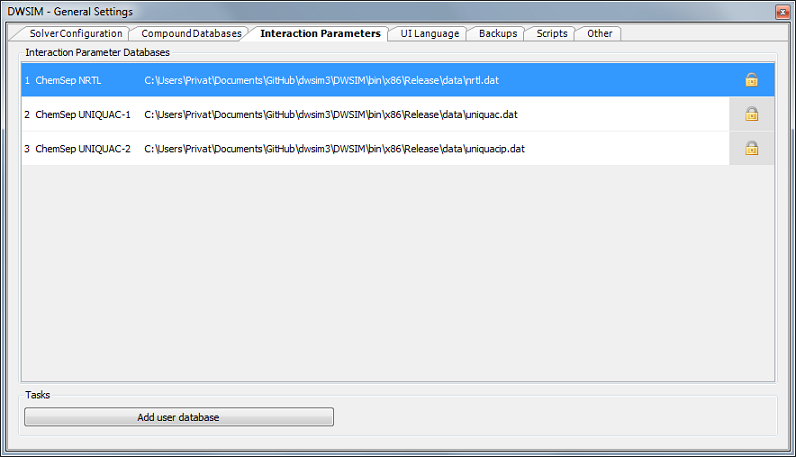 DWSIM - General Settings
Solver Configuration Compound Databases Interaction Parameters UI Language Backups Scripts Other
Interaction Parameter Databases
1 ChemSep NRTL C:\Users\Privat\Documents\GitHub\dwsim3\DWSIM\bin\x86\Release\data\nrtl.dat
2 ChemSep UNIQUAC-1 C:\Users\Privat\Documents\GitHub\dwsim3\DWSIM\bin\x86\Release\data\uniquac.dat
3 ChemSep UNIQUAC-2 C:\Users\Privat\Documents\GitHub\dwsim3\DWSIM\bin\x86\Release\data\uniquacip.dat
Tasks
Add user database